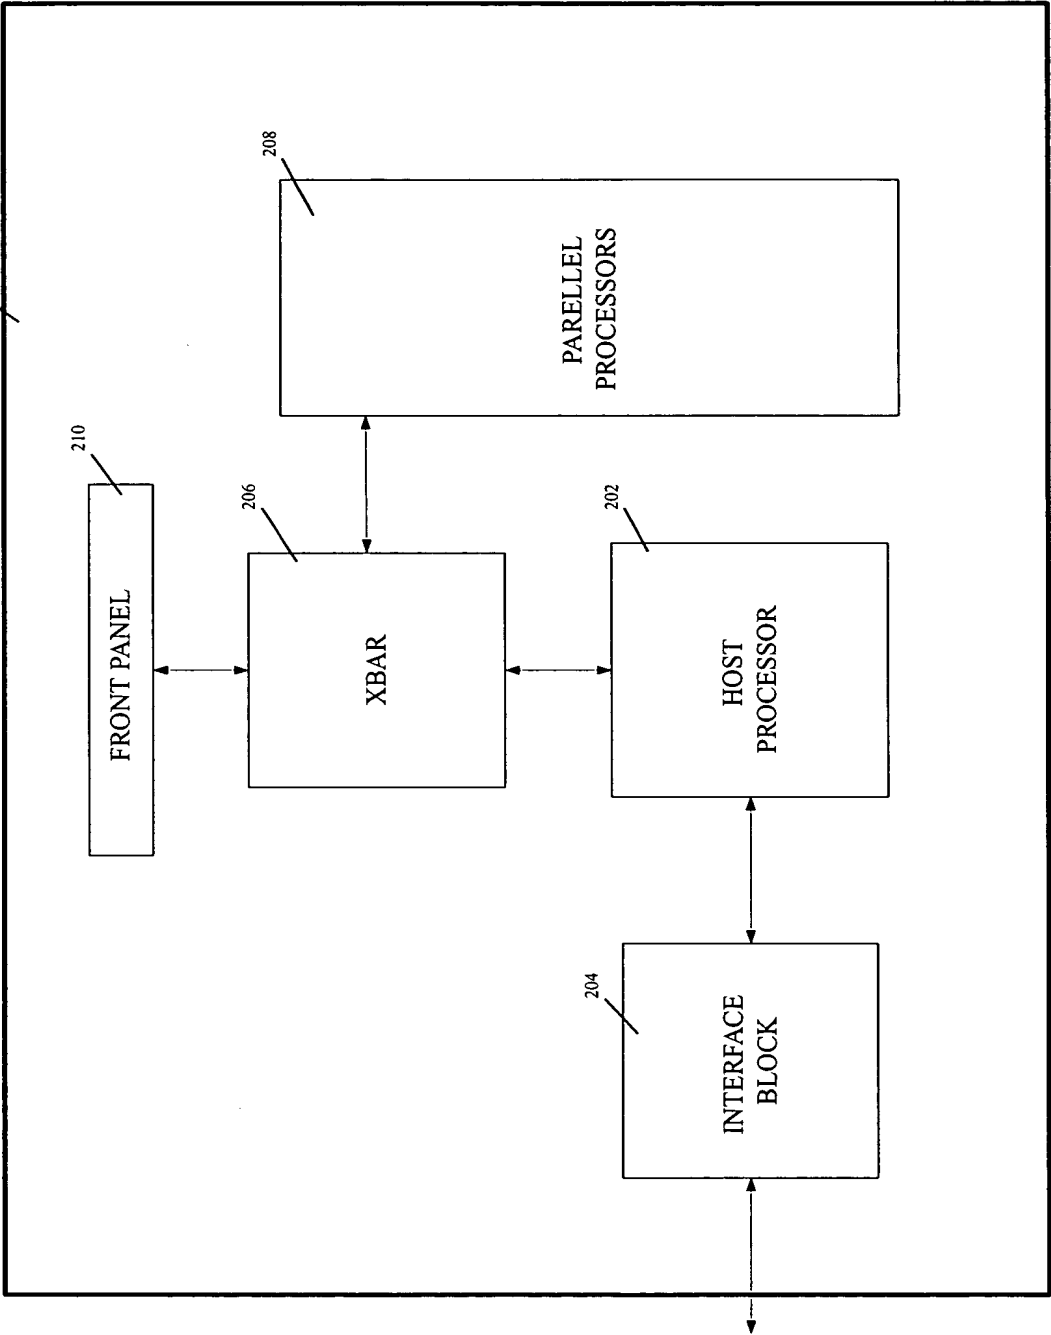 210
FRONT PANEL
206
XBAR
208
PARELLEL
PROCESSORS
202
HOST
PROCESSOR
204
INTERFACE
BLOCK